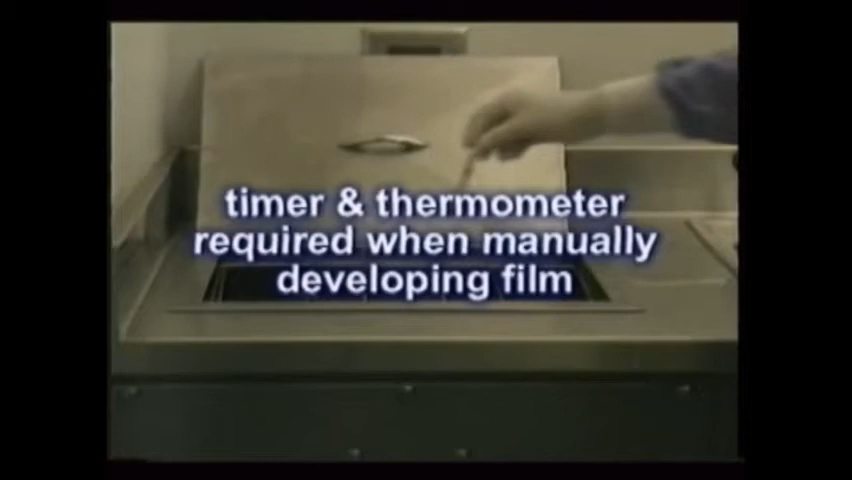 timer & thermometer
required when manually
developing film